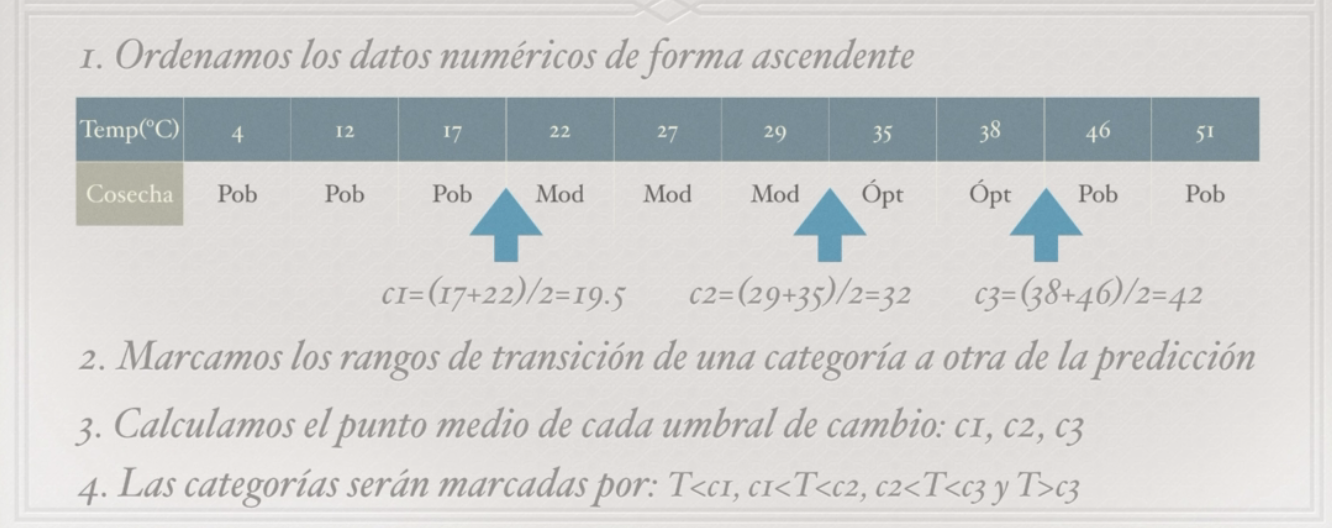 1. Ordenamos los datos numéricos de forma ascendente
Temp(ºC) 4 12 17 22 27 29 35 38 46 51
Cosecha Pob Pob Pob Mod Mod Mod Ópt Ópt Pob Pob
c1=(17+22)/2=19.5 c2=(29+35)/2=32 c3=(38+46)/2=42
2. Marcamos los rangos de transición de una categoría a otra de la predicción
3. Calculamos el punto medio de cada umbral de cambio: c1, c2, c3
4. Las categorías serán marcadas por: T<c1, c1<T<c2, c2<T<c3 y T>c3